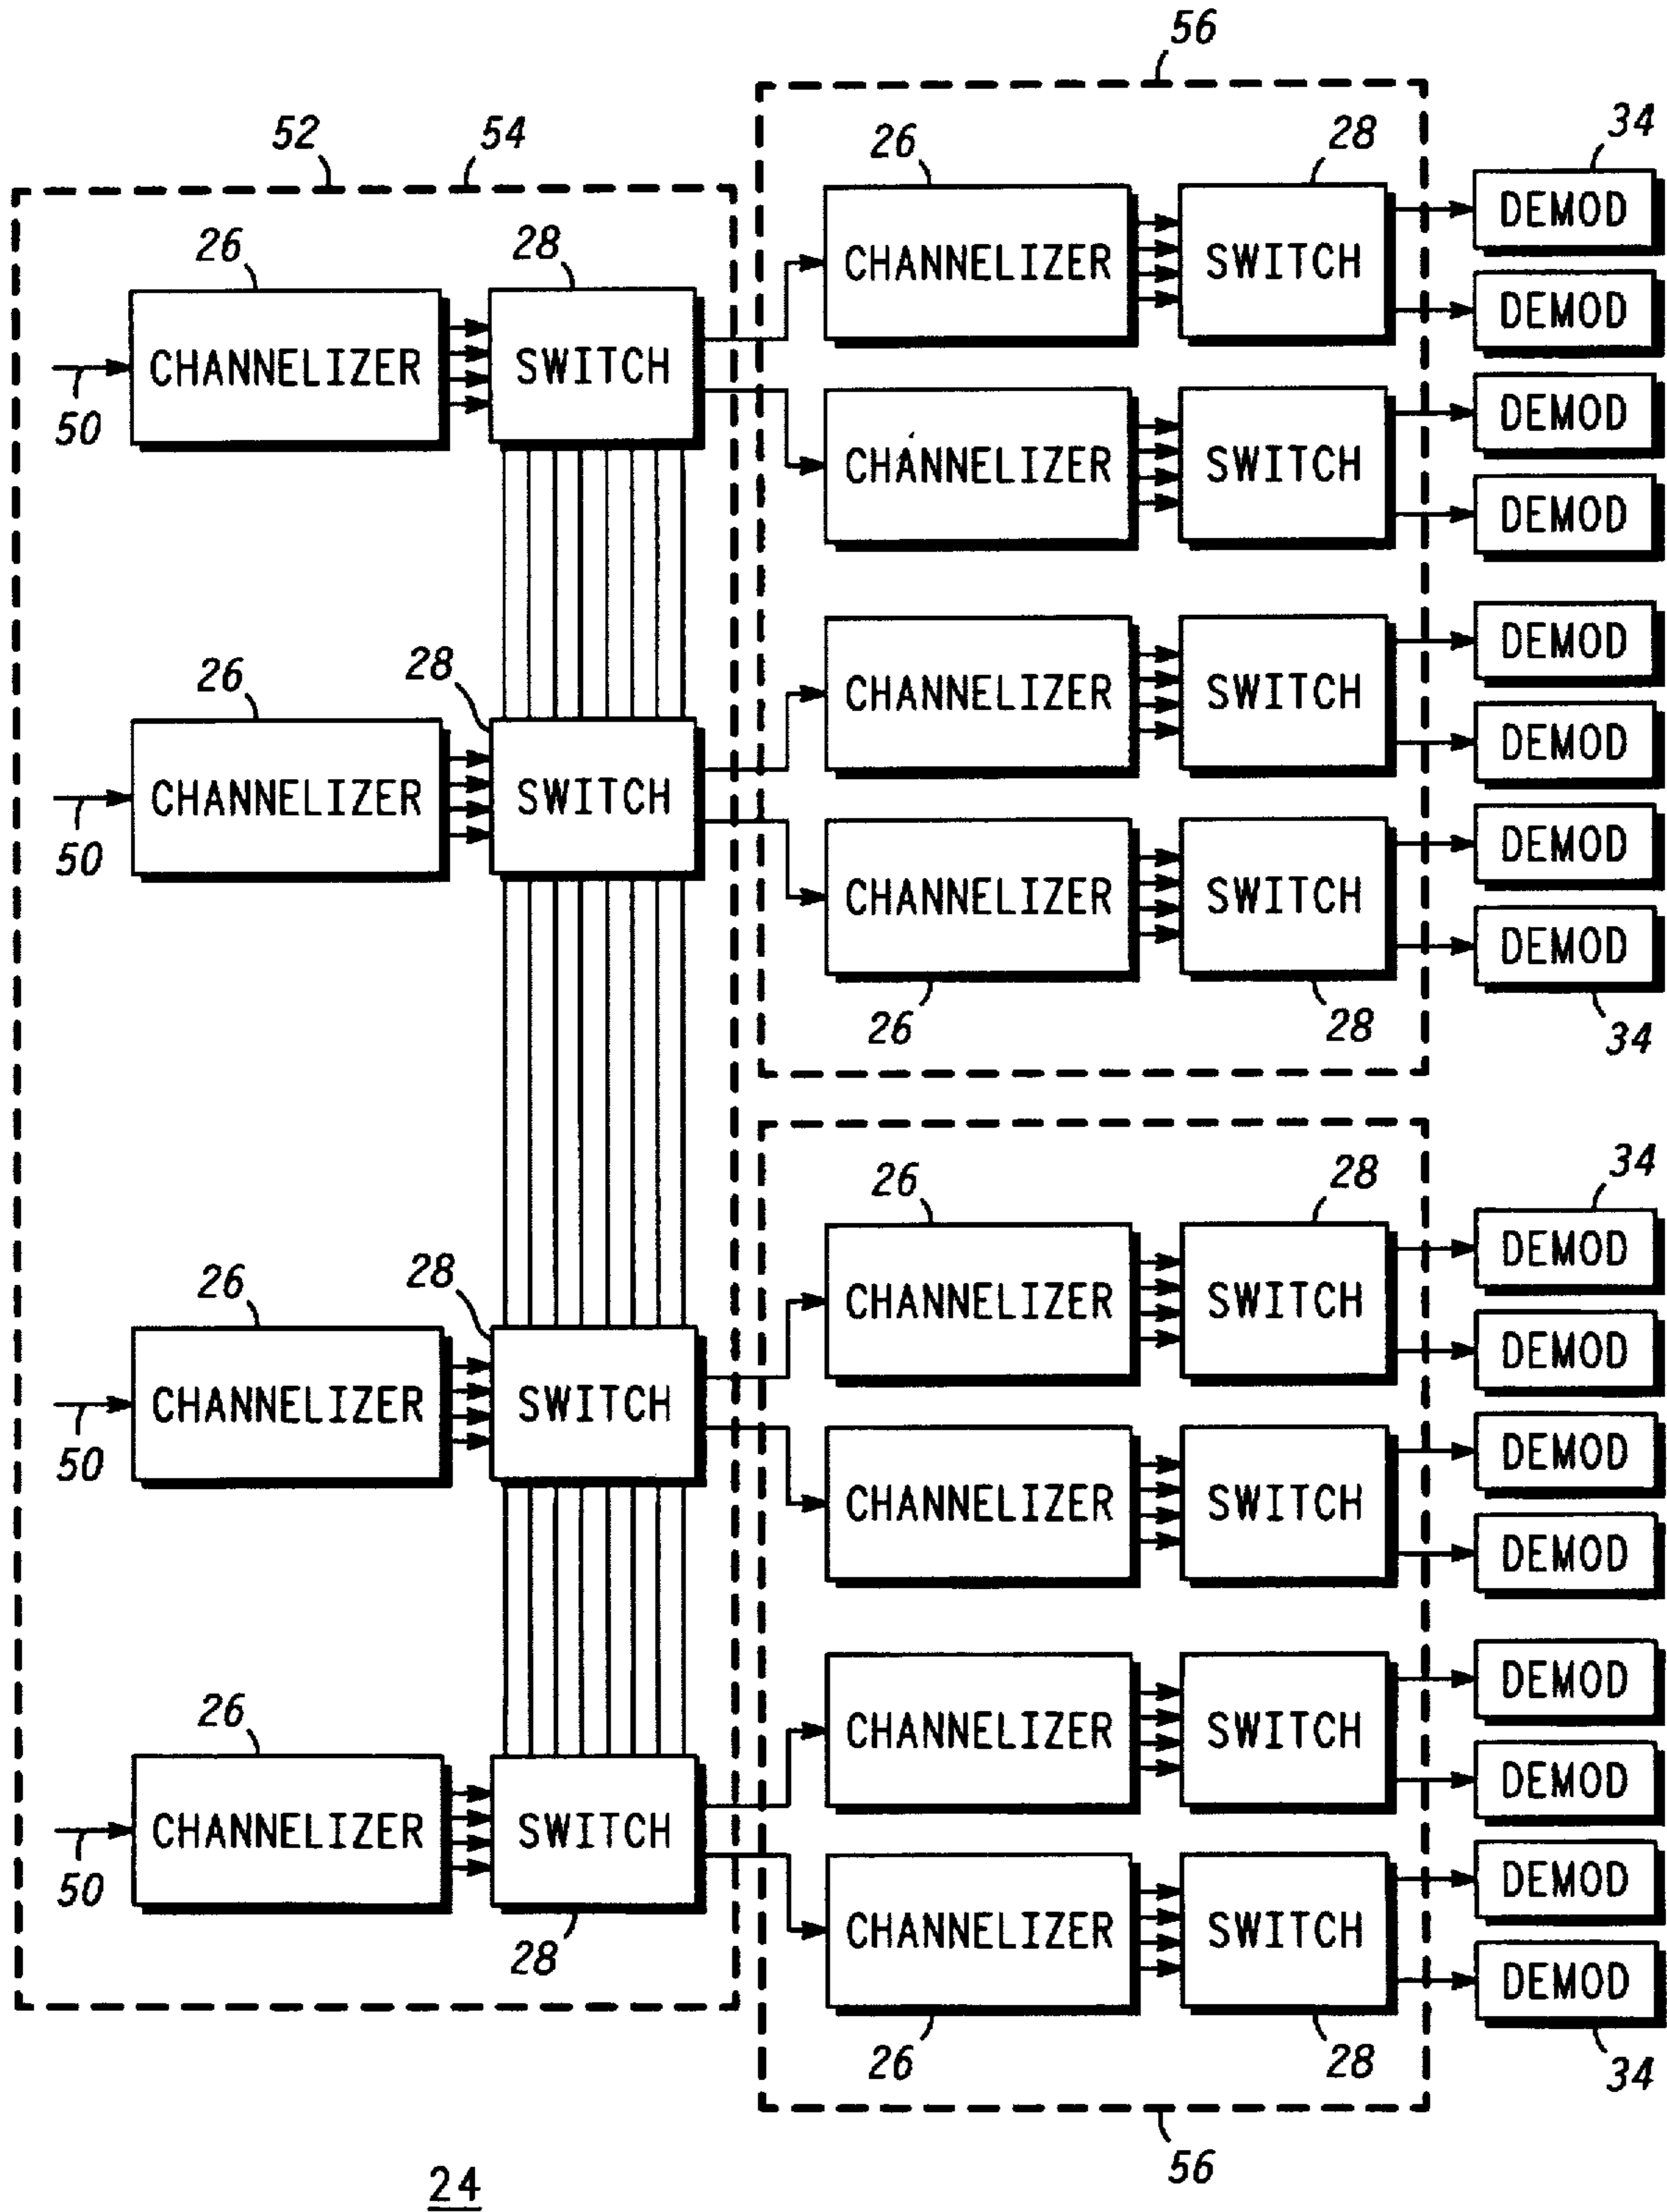 56
52 54 26 28 34
CHANNELIZER SWITCH DEMOD
26 28
DEMOD
50 CHANNELIZER SWITCH
CHANNELIZER SWITCH DEMOD
DEMOD
26 28
CHANNELIZER SWITCH DEMOD
DEMOD
50 CHANNELIZER SWITCH
CHANNELIZER SWITCH DEMOD
DEMOD
26 28 34
26 28 34
CHANNELIZER SWITCH DEMOD
26 28
DEMOD
50 CHANNELIZER SWITCH
CHANNELIZER SWITCH DEMOD
DEMOD
26
CHANNELIZER SWITCH DEMOD
DEMOD
50 CHANNELIZER SWITCH
CHANNELIZER SWITCH DEMOD
28
DEMOD
26 28 34
56
24